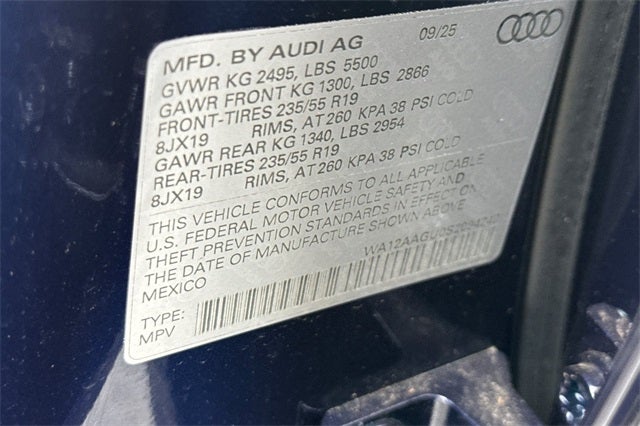 MFD. BY AUDI AG 09/25
GVWR KG 2495, LBS 5500
GAWR FRONT KG 1300, LBS 2866
FRONT-TIRES 235/55 R19
8JX19 RIMS, AT 260 KPA 38 PSI COLD
GAWR REAR KG 1340, LBS 2954
REAR-TIRES 235/55 R19
8JX19 RIMS, AT 260 KPA 38 PSI COLD
THIS VEHICLE CONFORMS TO ALL APPLICABLE
U.S. FEDERAL MOTOR VEHICLE SAFETY AND
THEFT PREVENTION STANDARDS IN EFFECT ON
THE DATE OF MANUFACTURE SHOWN ABOVE
MEXICO
TYPE:
MPV